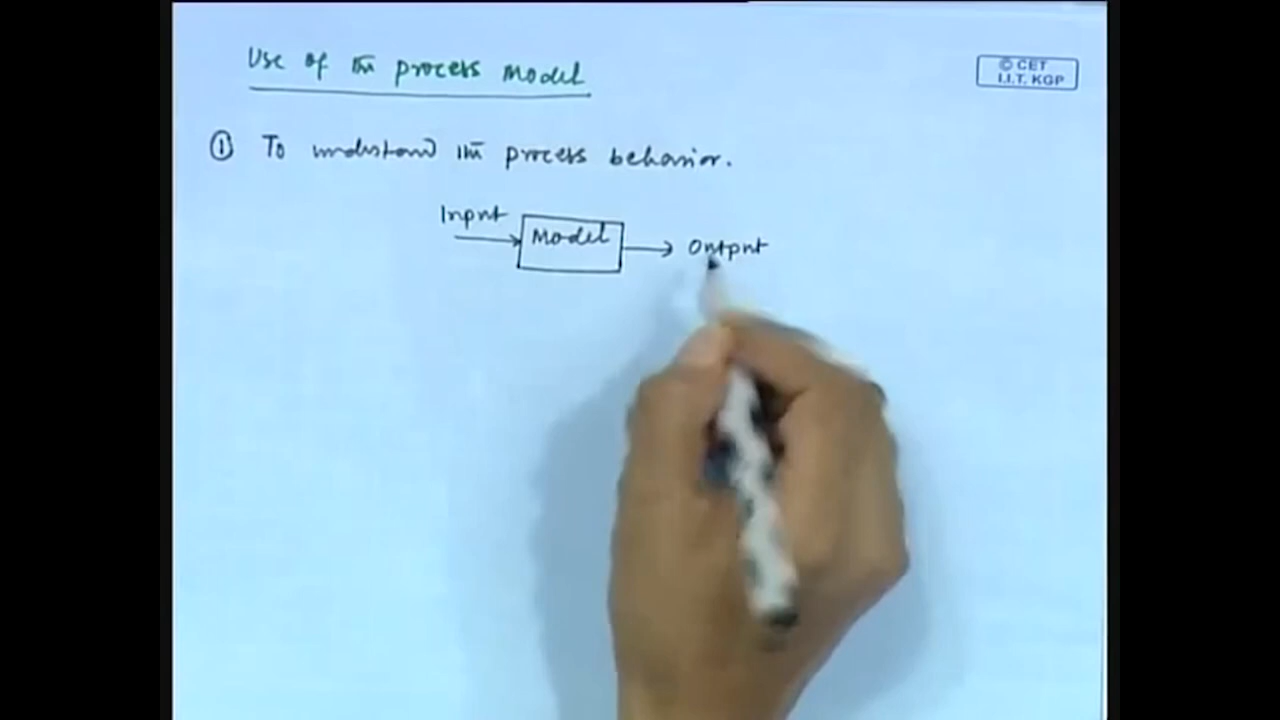 Use of the process Model
© CET
I.I.T. KGP
① To understand the process behavior.
Input
Model
Output